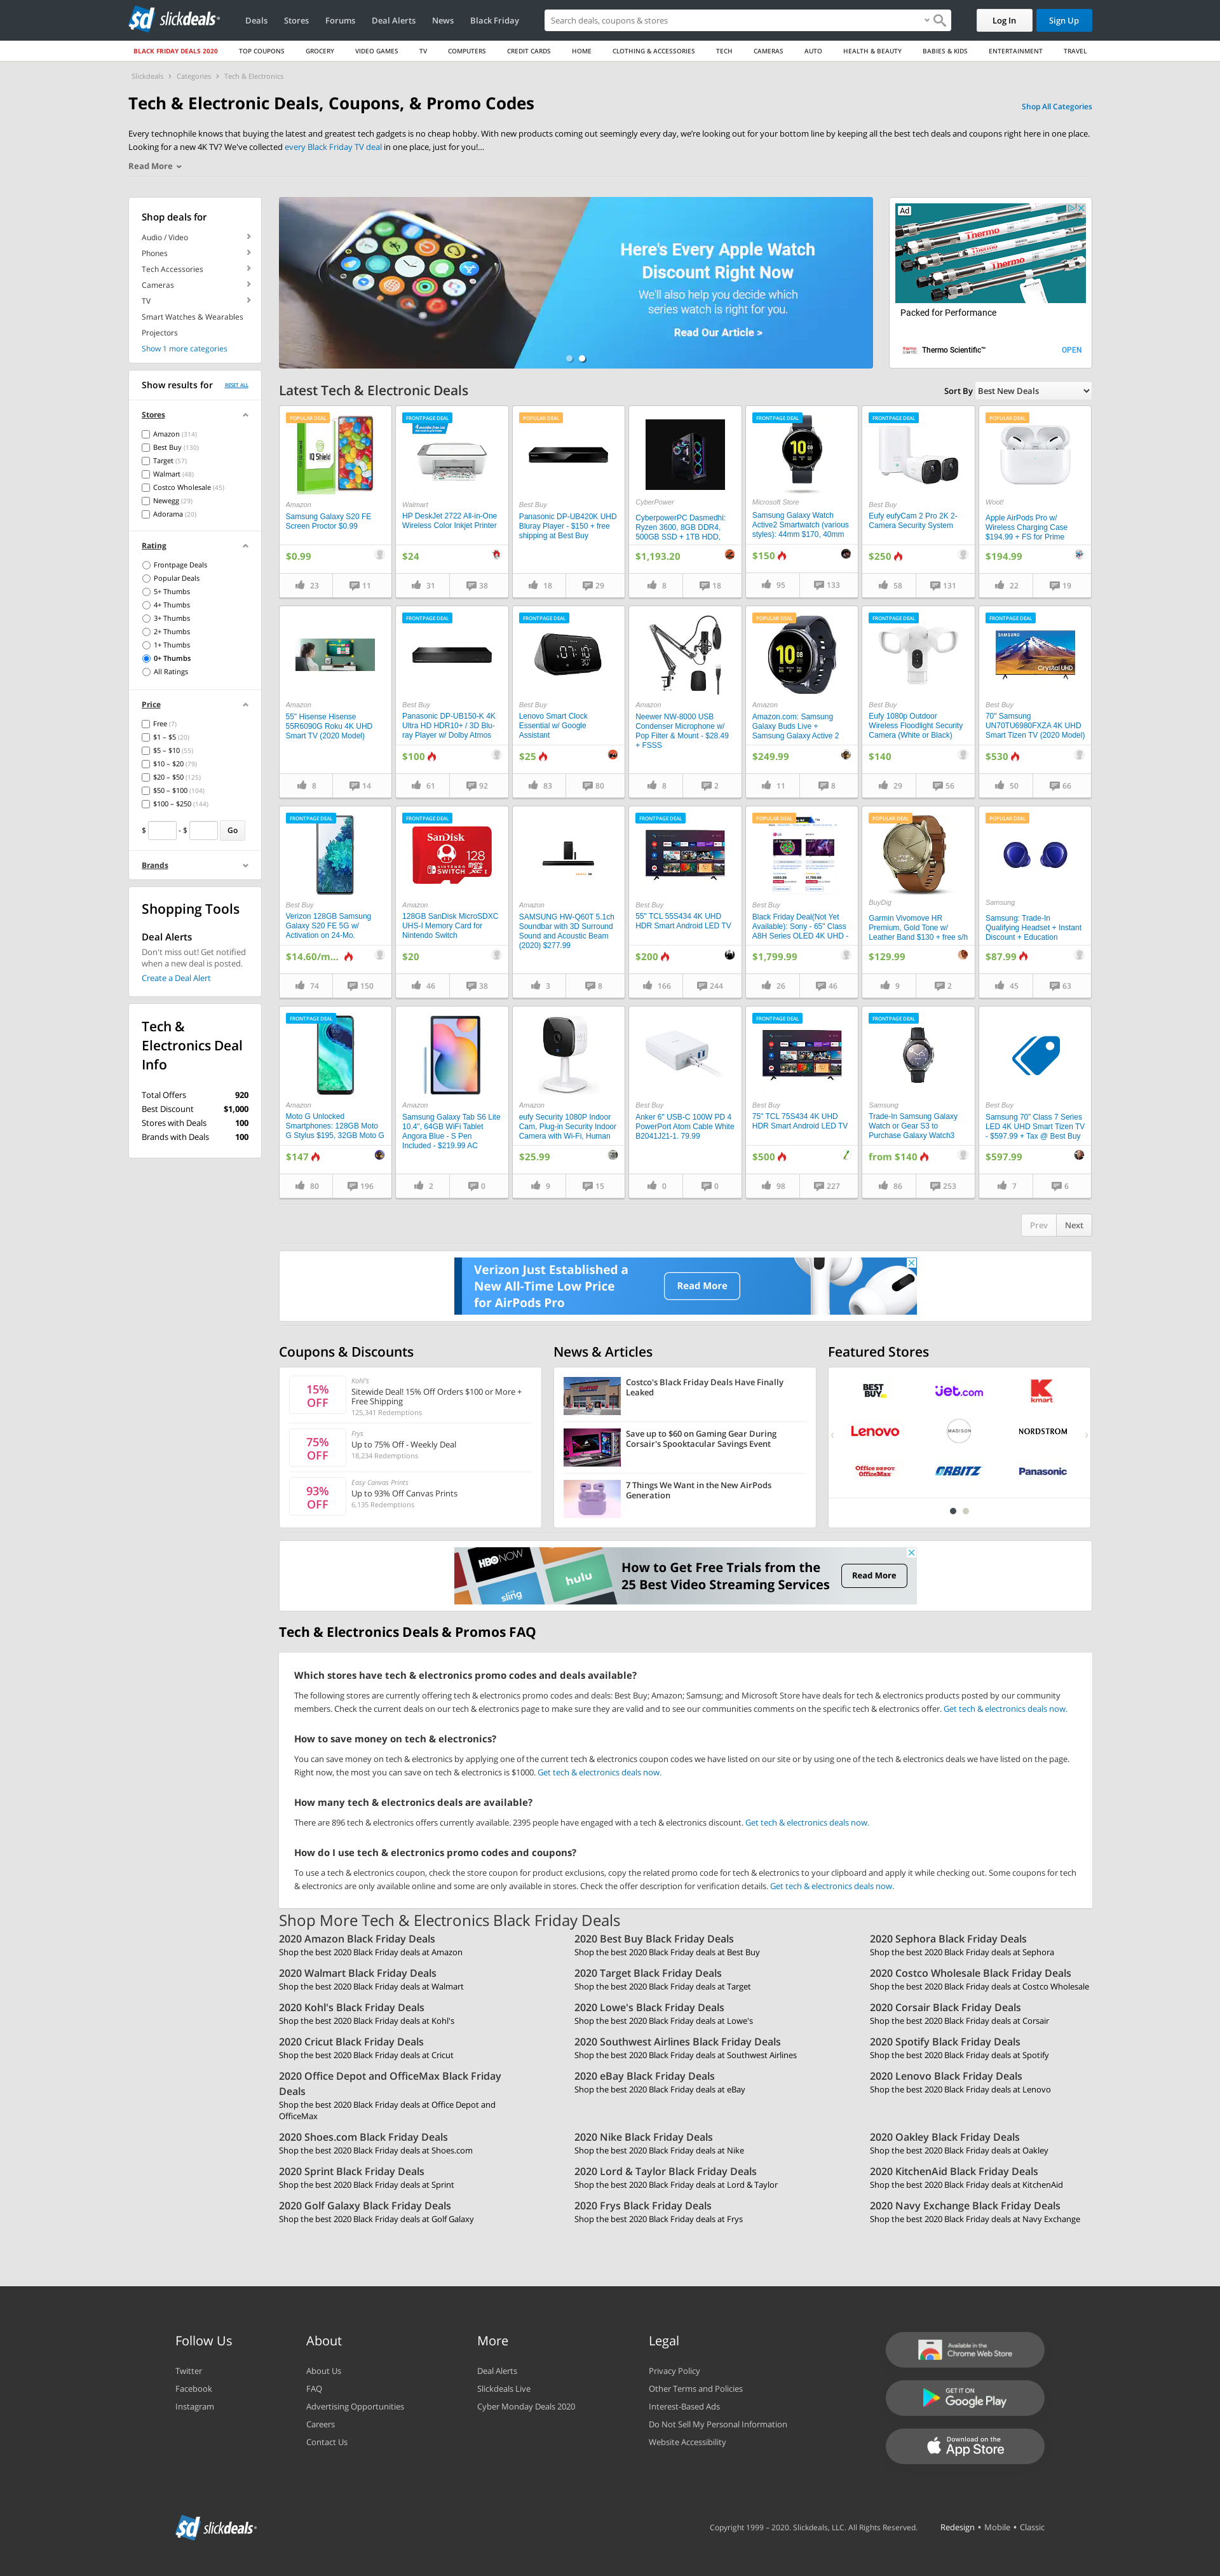 slickdeals
Deals
Stores
Forums
Deal Alerts
News
Black Friday
Search deals, coupons & stores
Log In
Sign Up
BLACK FRIDAY DEALS 2020
TOP COUPONS
GROCERY
VIDEO GAMES
TV
COMPUTERS
CREDIT CARDS
HOME
CLOTHING & ACCESSORIES
TECH
CAMERAS
AUTO
HEALTH & BEAUTY
BABIES & KIDS
ENTERTAINMENT
TRAVEL
Slickdeals › Categories › Tech & Electronics
Tech & Electronic Deals, Coupons, & Promo Codes
Shop All Categories
Every technophile knows that buying the latest and greatest tech gadgets is no cheap hobby. With new products coming out seemingly every day, we're looking out for your bottom line by keeping all the best tech deals and coupons right here in one place.
Looking for a new 4K TV? We've collected every Black Friday TV deal in one place, just for you!...
Read More
Shop deals for
Audio / Video
Phones
Tech Accessories
Cameras
TV
Smart Watches & Wearables
Projectors
Show 1 more categories
Show results for
RESET ALL
Stores
Amazon (314)
Best Buy (130)
Target (57)
Walmart (48)
Costco Wholesale (45)
Newegg (29)
Adorama (20)
Rating
Frontpage Deals
Popular Deals
5+ Thumbs
4+ Thumbs
3+ Thumbs
2+ Thumbs
1+ Thumbs
0+ Thumbs
All Ratings
Price
Free (7)
$1 – $5 (20)
$5 – $10 (55)
$10 – $20 (79)
$20 – $50 (125)
$50 – $100 (104)
$100 – $250 (144)
$ - $ Go
Brands
Shopping Tools
Deal Alerts
Don't miss out! Get notified
when a new deal is posted.
Create a Deal Alert
Tech &
Electronics Deal
Info
Total Offers 920
Best Discount $1,000
Stores with Deals 100
Brands with Deals 100
Here's Every Apple Watch
Discount Right Now
We'll also help you decide which
series watch is right for you.
Read Our Article >
Ad
Thermo
Packed for Performance
Thermo Scientific™
OPEN
Latest Tech & Electronic Deals
Sort By Best New Deals
POPULAR DEAL
IQ Shield
Amazon
Samsung Galaxy S20 FE
Screen Proctor $0.99
$0.99
23 11
FRONTPAGE DEAL
Walmart
HP DeskJet 2722 All-in-One
Wireless Color Inkjet Printer
$24
31 38
POPULAR DEAL
Best Buy
Panasonic DP-UB420K UHD
Bluray Player - $150 + free
shipping at Best Buy
18 29
CyberPower
CyberpowerPC Dasmedhi:
Ryzen 3600, 8GB DDR4,
500GB SSD + 1TB HDD,
$1,193.20
8 18
FRONTPAGE DEAL
Microsoft Store
Samsung Galaxy Watch
Active2 Smartwatch (various
styles): 44mm $170, 40mm
$150
95 133
FRONTPAGE DEAL
Best Buy
Eufy eufyCam 2 Pro 2K 2-
Camera Security System
$250
58 131
POPULAR DEAL
Woot!
Apple AirPods Pro w/
Wireless Charging Case
$194.99 + FS for Prime
$194.99
22 19
Amazon
55" Hisense Hisense
55R6090G Roku 4K UHD
Smart TV (2020 Model)
8 14
FRONTPAGE DEAL
Best Buy
Panasonic DP-UB150-K 4K
Ultra HD HDR10+ / 3D Blu-
ray Player w/ Dolby Atmos
$100
61 92
FRONTPAGE DEAL
Best Buy
Lenovo Smart Clock
Essential w/ Google
Assistant
$25
83 80
Amazon
Neewer NW-8000 USB
Condenser Microphone w/
Pop Filter & Mount - $28.49
+ FSSS
8 2
POPULAR DEAL
Amazon
Amazon.com: Samsung
Galaxy Buds Live +
Samsung Galaxy Active 2
$249.99
11 8
FRONTPAGE DEAL
Best Buy
Eufy 1080p Outdoor
Wireless Floodlight Security
Camera (White or Black)
$140
29 56
FRONTPAGE DEAL
SAMSUNG
Crystal UHD
Best Buy
70" Samsung
UN70TU6980FXZA 4K UHD
Smart Tizen TV (2020 Model)
$530
50 66
FRONTPAGE DEAL
Best Buy
Verizon 128GB Samsung
Galaxy S20 FE 5G w/
Activation on 24-Mo.
$14.60/m...
74 150
FRONTPAGE DEAL
SanDisk
128
Amazon
128GB SanDisk MicroSDXC
UHS-I Memory Card for
Nintendo Switch
$20
46 38
Amazon
SAMSUNG HW-Q60T 5.1ch
Soundbar with 3D Surround
Sound and Acoustic Beam
(2020) $277.99
3 8
FRONTPAGE DEAL
Best Buy
55" TCL 55S434 4K UHD
HDR Smart Android LED TV
$200
166 244
POPULAR DEAL
Best Buy
Black Friday Deal(Not Yet
Available): Sony - 65" Class
A8H Series OLED 4K UHD -
$1,799.99
26 46
POPULAR DEAL
BuyDig
Garmin Vivomove HR
Premium, Gold Tone w/
Leather Band $130 + free s/h
$129.99
9 2
POPULAR DEAL
Samsung
Samsung: Trade-In
Qualifying Headset + Instant
Discount + Education
$87.99
45 63
FRONTPAGE DEAL
Amazon
Moto G Unlocked
Smartphones: 128GB Moto
G Stylus $195, 32GB Moto G
$147
80 196
Amazon
Samsung Galaxy Tab S6 Lite
10.4", 64GB WiFi Tablet
Angora Blue - S Pen
Included - $219.99 AC
2 0
Amazon
eufy Security 1080P Indoor
Cam, Plug-in Security Indoor
Camera with Wi-Fi, Human
$25.99
9 15
Best Buy
Anker 6" USB-C 100W PD 4
PowerPort Atom Cable White
B2041J21-1. 79.99
0 0
FRONTPAGE DEAL
Best Buy
75" TCL 75S434 4K UHD
HDR Smart Android LED TV
$500
98 227
FRONTPAGE DEAL
Samsung
Trade-In Samsung Galaxy
Watch or Gear S3 to
Purchase Galaxy Watch3
from $140
86 253
Best Buy
Samsung 70" Class 7 Series
LED 4K UHD Smart Tizen TV
- $597.99 + Tax @ Best Buy
$597.99
7 6
Prev Next
Verizon Just Established a
New All-Time Low Price
for AirPods Pro
Read More
Coupons & Discounts
15%
OFF
Kohl's
Sitewide Deal! 15% Off Orders $100 or More +
Free Shipping
125,341 Redemptions
75%
OFF
Frys
Up to 75% Off - Weekly Deal
18,234 Redemptions
93%
OFF
Easy Canvas Prints
Up to 93% Off Canvas Prints
6,135 Redemptions
News & Articles
Costco's Black Friday Deals Have Finally
Leaked
Save up to $60 on Gaming Gear During
Corsair's Spooktacular Savings Event
7 Things We Want in the New AirPods
Generation
Featured Stores
BEST BUY
jet.com
kmart
Lenovo
MADISON
NORDSTROM
Office DEPOT
OfficeMax
ORBITZ
Panasonic
HBO NOW
sling
hulu
How to Get Free Trials from the
25 Best Video Streaming Services
Read More
Tech & Electronics Deals & Promos FAQ
Which stores have tech & electronics promo codes and deals available?
The following stores are currently offering tech & electronics promo codes and deals: Best Buy; Amazon; Samsung; and Microsoft Store have deals for tech & electronics products posted by our community
members. Check the current deals on our tech & electronics page to make sure they are valid and to see our communities comments on the specific tech & electronics offer. Get tech & electronics deals now.
How to save money on tech & electronics?
You can save money on tech & electronics by applying one of the current tech & electronics coupon codes we have listed on our site or by using one of the tech & electronics deals we have listed on the page.
Right now, the most you can save on tech & electronics is $1000. Get tech & electronics deals now.
How many tech & electronics deals are available?
There are 896 tech & electronics offers currently available. 2395 people have engaged with a tech & electronics discount. Get tech & electronics deals now.
How do I use tech & electronics promo codes and coupons?
To use a tech & electronics coupon, check the store coupon for product exclusions, copy the related promo code for tech & electronics to your clipboard and apply it while checking out. Some coupons for tech
& electronics are only available online and some are only available in stores. Check the offer description for verification details. Get tech & electronics deals now.
Shop More Tech & Electronics Black Friday Deals
2020 Amazon Black Friday Deals
Shop the best 2020 Black Friday deals at Amazon
2020 Best Buy Black Friday Deals
Shop the best 2020 Black Friday deals at Best Buy
2020 Sephora Black Friday Deals
Shop the best 2020 Black Friday deals at Sephora
2020 Walmart Black Friday Deals
Shop the best 2020 Black Friday deals at Walmart
2020 Target Black Friday Deals
Shop the best 2020 Black Friday deals at Target
2020 Costco Wholesale Black Friday Deals
Shop the best 2020 Black Friday deals at Costco Wholesale
2020 Kohl's Black Friday Deals
Shop the best 2020 Black Friday deals at Kohl's
2020 Lowe's Black Friday Deals
Shop the best 2020 Black Friday deals at Lowe's
2020 Corsair Black Friday Deals
Shop the best 2020 Black Friday deals at Corsair
2020 Cricut Black Friday Deals
Shop the best 2020 Black Friday deals at Cricut
2020 Southwest Airlines Black Friday Deals
Shop the best 2020 Black Friday deals at Southwest Airlines
2020 Spotify Black Friday Deals
Shop the best 2020 Black Friday deals at Spotify
2020 Office Depot and OfficeMax Black Friday
Deals
Shop the best 2020 Black Friday deals at Office Depot and
OfficeMax
2020 eBay Black Friday Deals
Shop the best 2020 Black Friday deals at eBay
2020 Lenovo Black Friday Deals
Shop the best 2020 Black Friday deals at Lenovo
2020 Shoes.com Black Friday Deals
Shop the best 2020 Black Friday deals at Shoes.com
2020 Nike Black Friday Deals
Shop the best 2020 Black Friday deals at Nike
2020 Oakley Black Friday Deals
Shop the best 2020 Black Friday deals at Oakley
2020 Sprint Black Friday Deals
Shop the best 2020 Black Friday deals at Sprint
2020 Lord & Taylor Black Friday Deals
Shop the best 2020 Black Friday deals at Lord & Taylor
2020 KitchenAid Black Friday Deals
Shop the best 2020 Black Friday deals at KitchenAid
2020 Golf Galaxy Black Friday Deals
Shop the best 2020 Black Friday deals at Golf Galaxy
2020 Frys Black Friday Deals
Shop the best 2020 Black Friday deals at Frys
2020 Navy Exchange Black Friday Deals
Shop the best 2020 Black Friday deals at Navy Exchange
Follow Us
Twitter
Facebook
Instagram
About
About Us
FAQ
Advertising Opportunities
Careers
Contact Us
More
Deal Alerts
Slickdeals Live
Cyber Monday Deals 2020
Legal
Privacy Policy
Other Terms and Policies
Interest-Based Ads
Do Not Sell My Personal Information
Website Accessibility
Available in the
Chrome Web Store
GET IT ON
Google Play
Download on the
App Store
slickdeals
Copyright 1999 – 2020. Slickdeals, LLC. All Rights Reserved.
Redesign • Mobile • Classic